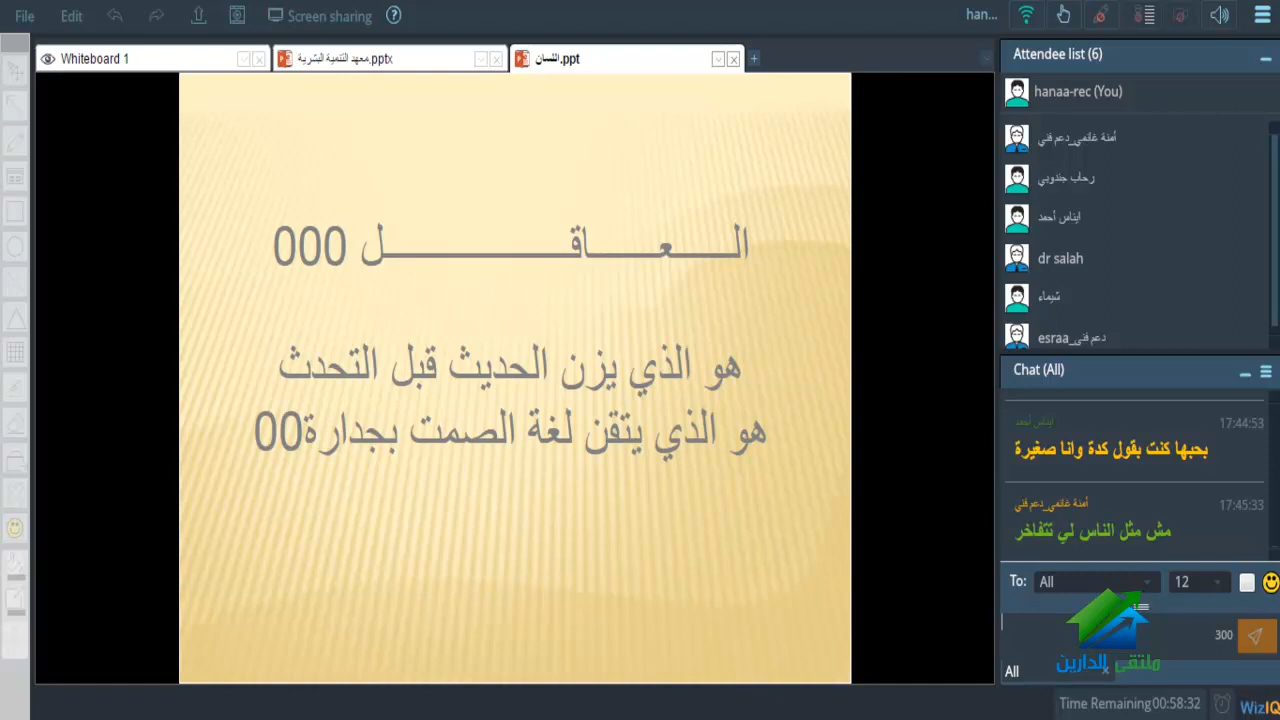 File Edit Screen sharing han...
Whiteboard 1 معهد التنمية البشرية.pptx اللسان.ppt
العاقل 000
هو الذي يزن الحديث قبل التحدث
هو الذي يتقن لغة الصمت بجدارة00
Attendee list (6)
hanaa-rec (You)
أمنة غانمي_دعم فني
رحاب جندوبي
ايناس أحمد
dr salah
شيماء
esraa_دعم فنى
Chat (All)
ايناس أحمد 17:44:53
بحبها كنت بقول كدة وانا صغيرة
أمنة غانمي_دعم فني 17:45:33
مش مثل الناس لي تتفاخر
To: All 12
300
ملتقى الدارين
All
Time Remaining 00:58:32
WizIQ